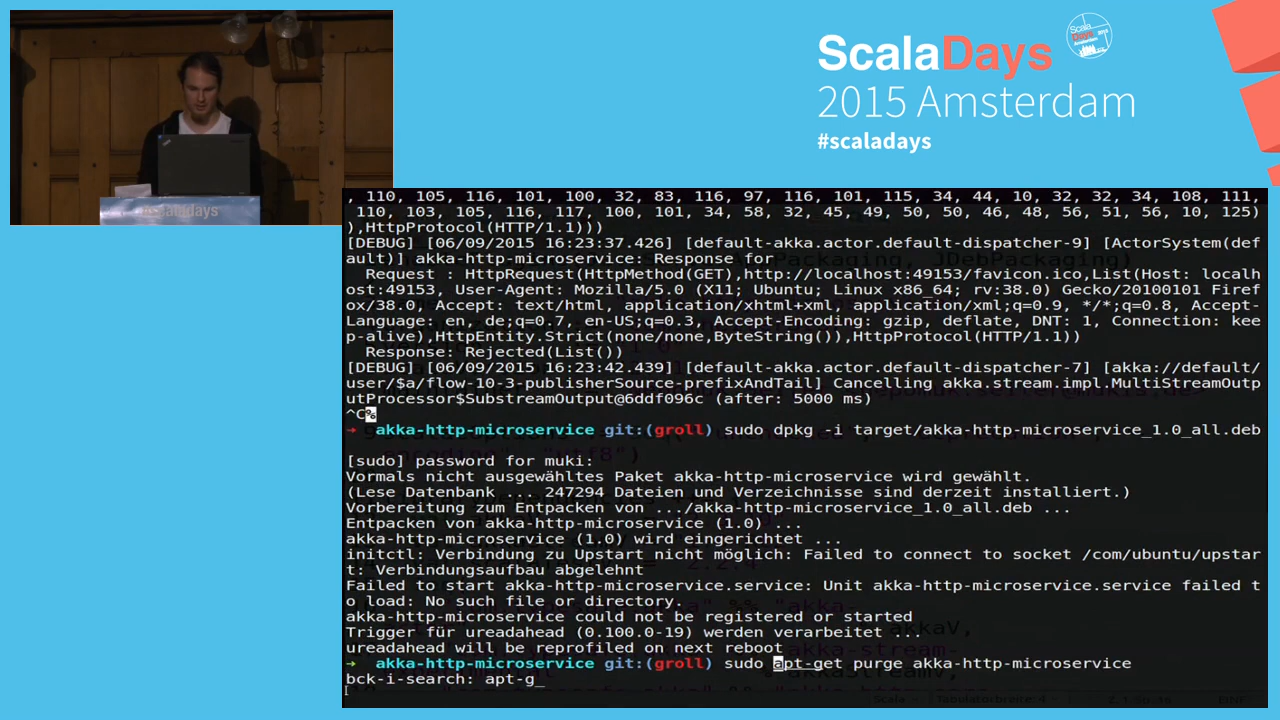 ScalaDays
2015 Amsterdam
#scaladays
#scaladays
, 110, 105, 116, 101, 100, 32, 83, 116, 97, 116, 101, 115, 34, 44, 10, 32, 32, 34, 108, 111,
110, 103, 105, 116, 117, 100, 101, 34, 58, 32, 45, 49, 50, 50, 46, 48, 56, 51, 56, 10, 125)
),HttpProtocol(HTTP/1.1)))
[DEBUG] [06/09/2015 16:23:37.426] [default-akka.actor.default-dispatcher-9] [ActorSystem(def
ault)] akka-http-microservice: Response for
Request : HttpRequest(HttpMethod(GET),http://localhost:49153/favicon.ico,List(Host: localh
ost:49153, User-Agent: Mozilla/5.0 (X11; Ubuntu; Linux x86_64; rv:38.0) Gecko/20100101 Firef
ox/38.0, Accept: text/html, application/xhtml+xml, application/xml;q=0.9, */*;q=0.8, Accept-
Language: en, de;q=0.7, en-US;q=0.3, Accept-Encoding: gzip, deflate, DNT: 1, Connection: kee
p-alive),HttpEntity.Strict(none/none,ByteString()),HttpProtocol(HTTP/1.1))
Response: Rejected(List())
[DEBUG] [06/09/2015 16:23:42.439] [default-akka.actor.default-dispatcher-7] [akka://default/
user/$a/flow-10-3-publisherSource-prefixAndTail] Cancelling akka.stream.impl.MultiStreamOutp
utProcessor$SubstreamOutput@6ddf096c (after: 5000 ms)
^C%
→ akka-http-microservice git:(groll) sudo dpkg -i target/akka-http-microservice_1.0_all.deb
[sudo] password for muki:
Vormals nicht ausgewähltes Paket akka-http-microservice wird gewählt.
(Lese Datenbank ... 247294 Dateien und Verzeichnisse sind derzeit installiert.)
Vorbereitung zum Entpacken von .../akka-http-microservice_1.0_all.deb ...
Entpacken von akka-http-microservice (1.0) ...
akka-http-microservice (1.0) wird eingerichtet ...
initctl: Verbindung zu Upstart nicht möglich: Failed to connect to socket /com/ubuntu/upstar
t: Verbindungsaufbau abgelehnt
Failed to start akka-http-microservice.service: Unit akka-http-microservice.service failed t
o load: No such file or directory.
akka-http-microservice could not be registered or started
Trigger für ureadahead (0.100.0-19) werden verarbeitet ...
ureadahead will be reprofiled on next reboot
→ akka-http-microservice git:(groll) sudo apt-get purge akka-http-microservice
bck-i-search: apt-g_